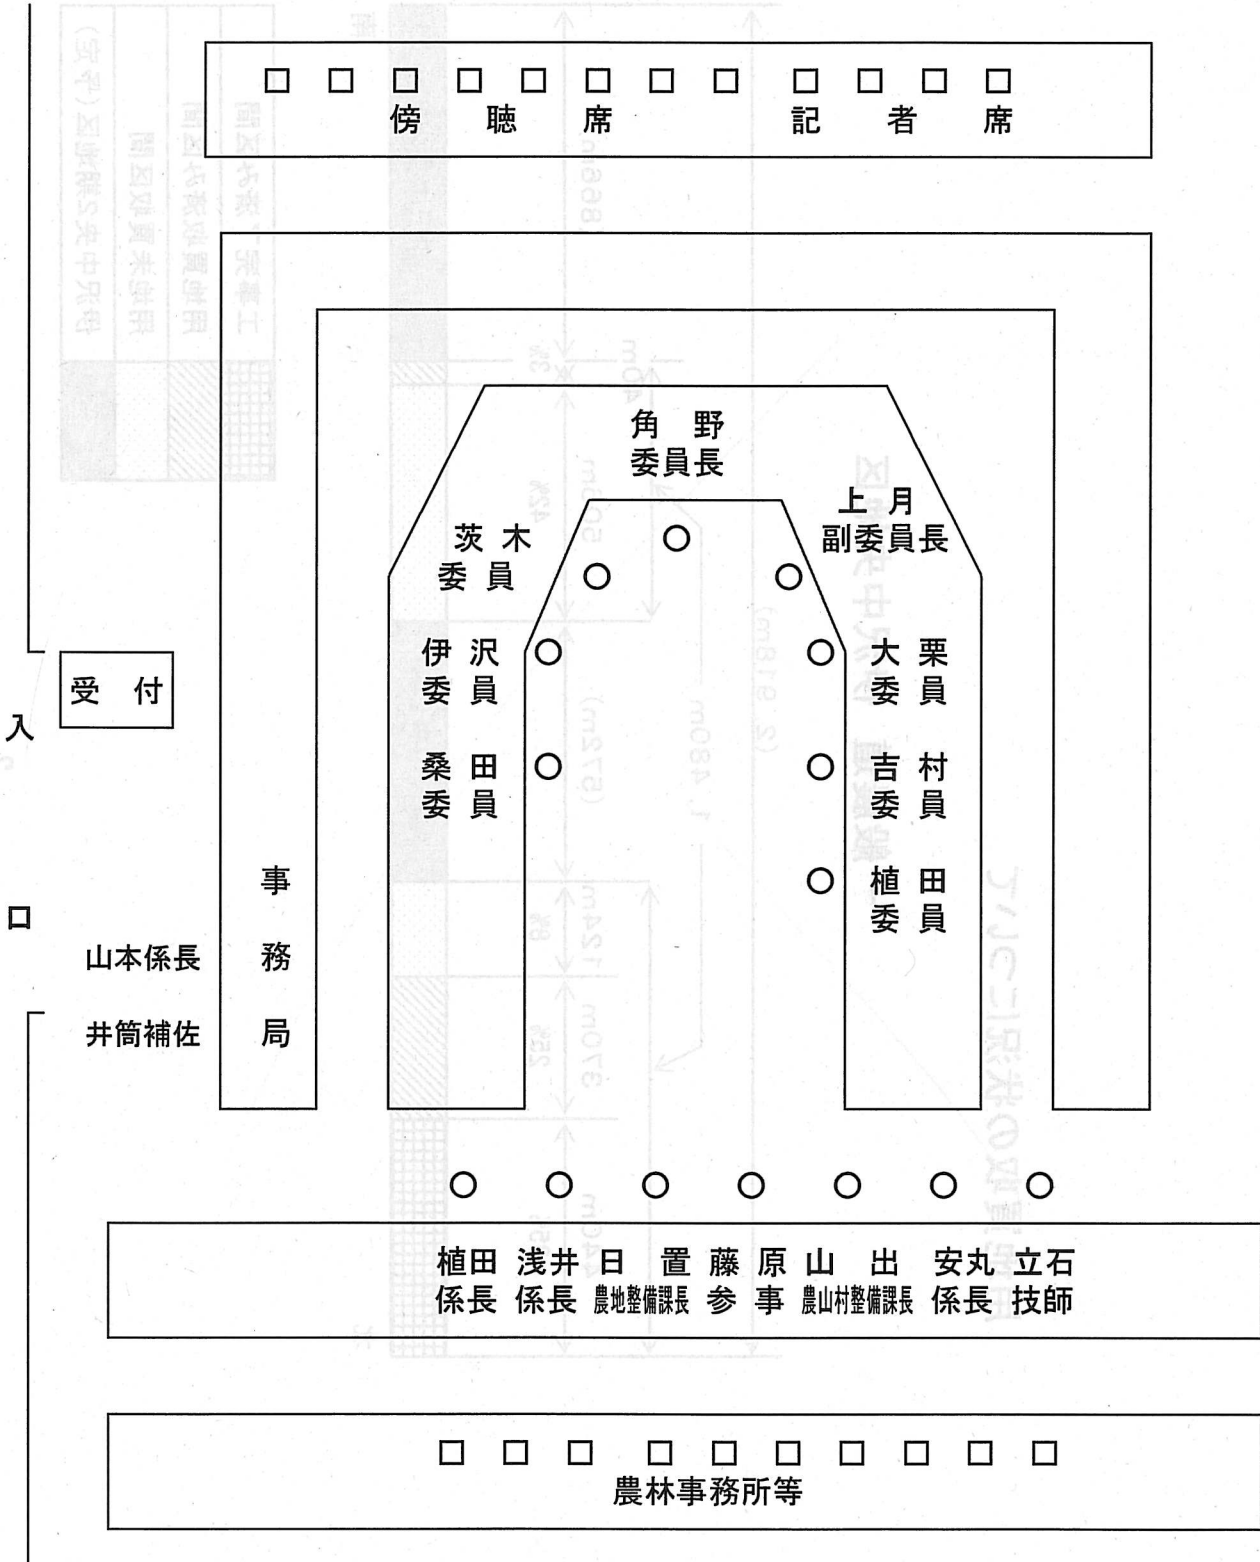 傍聴席 記者席
角野
委員長
上月
副委員長
茨木
委員
伊沢
委員
大栗
委員
受付
入口
桑田
委員
吉村
委員
植田
委員
事務局
山本係長
井筒補佐
植田 浅井 日置 藤原 山出 安丸 立石
係長 係長 農地整備課長 参事 農山村整備課長 係長 技師
農林事務所等